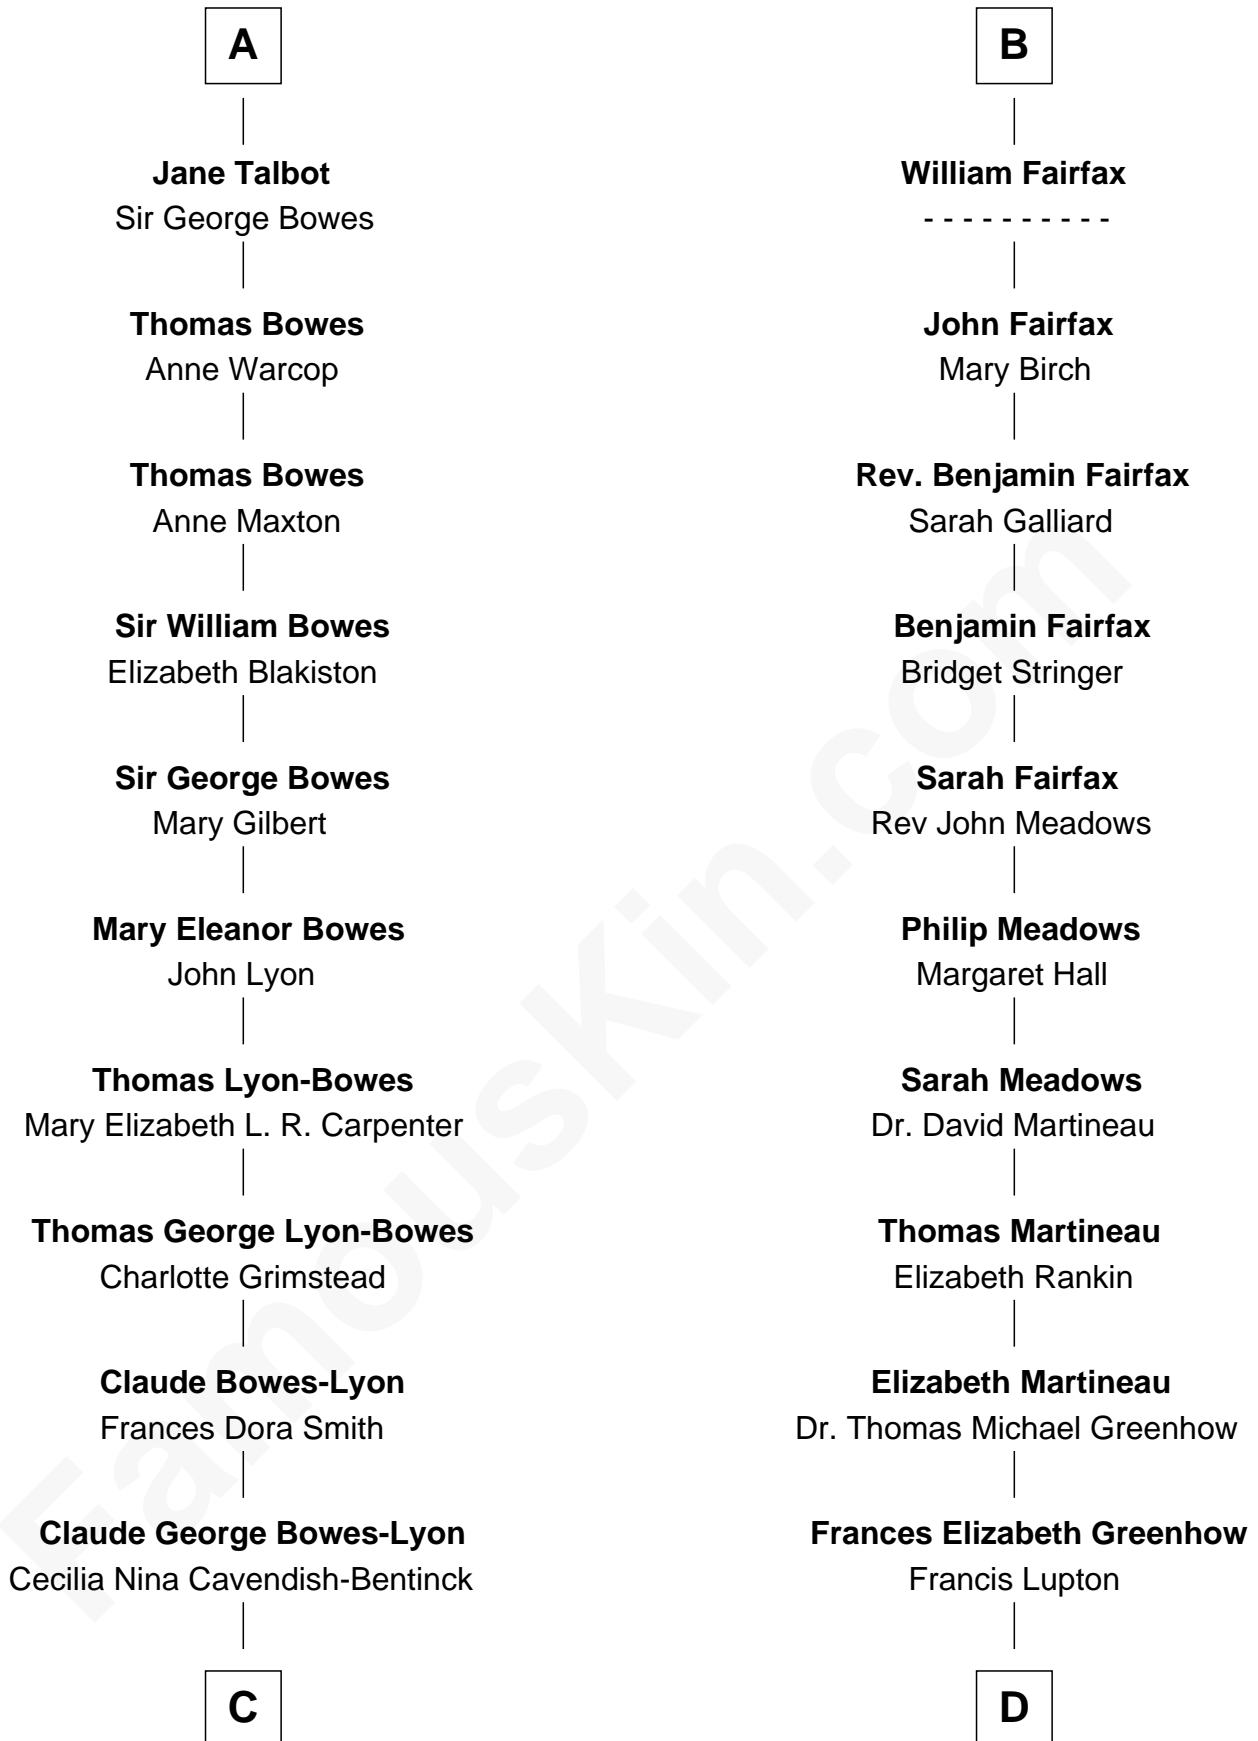 A
Jane Talbot
Sir George Bowes
Thomas Bowes
Anne Warcop
Thomas Bowes
Anne Maxton
Sir William Bowes
Elizabeth Blakiston
Sir George Bowes
Mary Gilbert
Mary Eleanor Bowes
John Lyon
Thomas Lyon-Bowes
Mary Elizabeth L. R. Carpenter
Thomas George Lyon-Bowes
Charlotte Grimstead
Claude Bowes-Lyon
Frances Dora Smith
Claude George Bowes-Lyon
Cecilia Nina Cavendish-Bentinck
C
B
William Fairfax
- - - - - - - - - -
John Fairfax
Mary Birch
Rev. Benjamin Fairfax
Sarah Galliard
Benjamin Fairfax
Bridget Stringer
Sarah Fairfax
Rev John Meadows
Philip Meadows
Margaret Hall
Sarah Meadows
Dr. David Martineau
Thomas Martineau
Elizabeth Rankin
Elizabeth Martineau
Dr. Thomas Michael Greenhow
Frances Elizabeth Greenhow
Francis Lupton
D
FamousKin.com